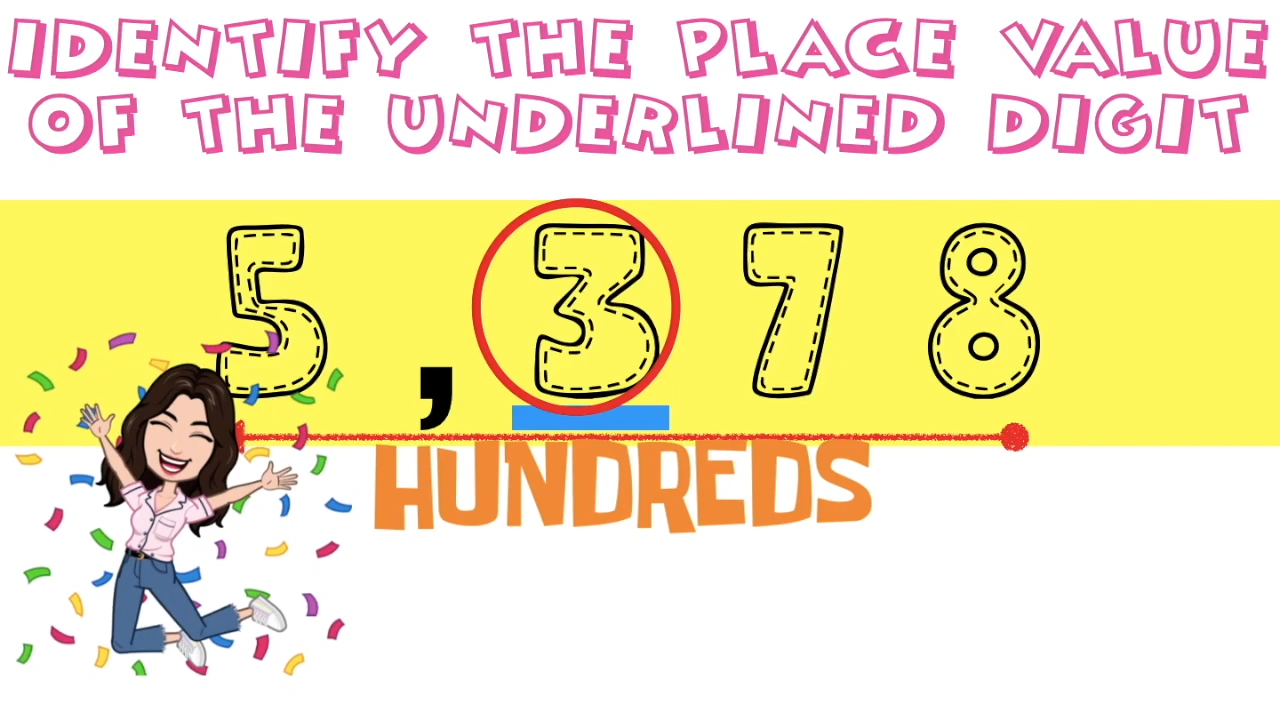 IDENTIFY THE PLACE VALUE
OF THE UNDERLINED DIGIT
5,378
HUNDREDS